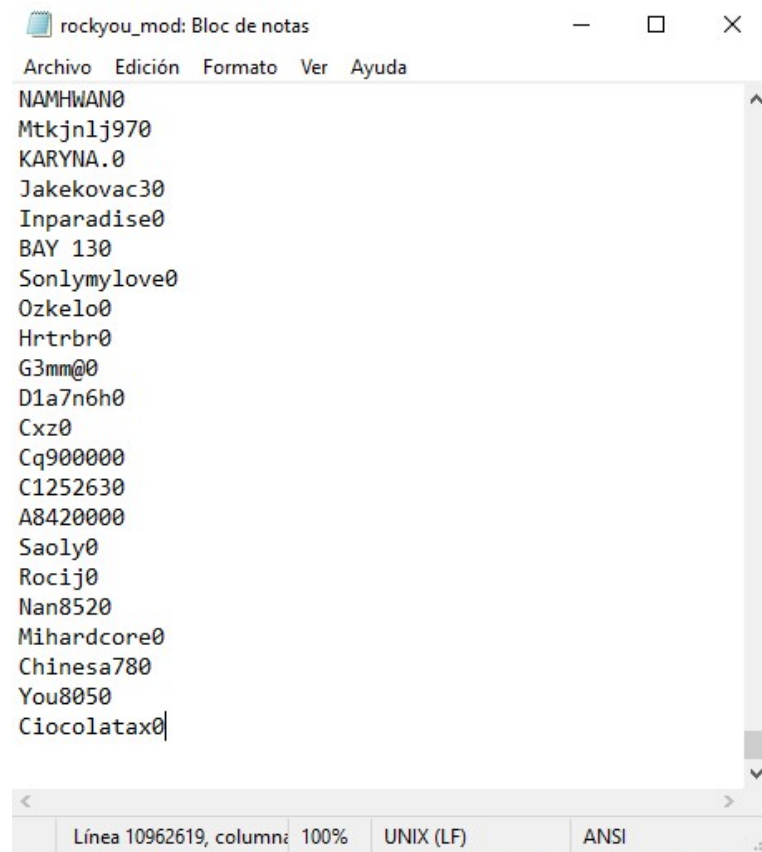 rockyou_mod: Bloc de notas
Archivo Edición Formato Ver Ayuda
NAMHWAN0
Mtkjnlj970
KARYNA.0
Jakekovac30
Inparadise0
BAY 130
Sonlymylove0
Ozkelo0
Hrtrbr0
G3mm@0
D1a7n6h0
Cxz0
Cq900000
C1252630
A8420000
Saoly0
Rocij0
Nan8520
Mihardcore0
Chinesa780
You8050
Ciocolatax0
Línea 10962619, columna 100% UNIX (LF) ANSI